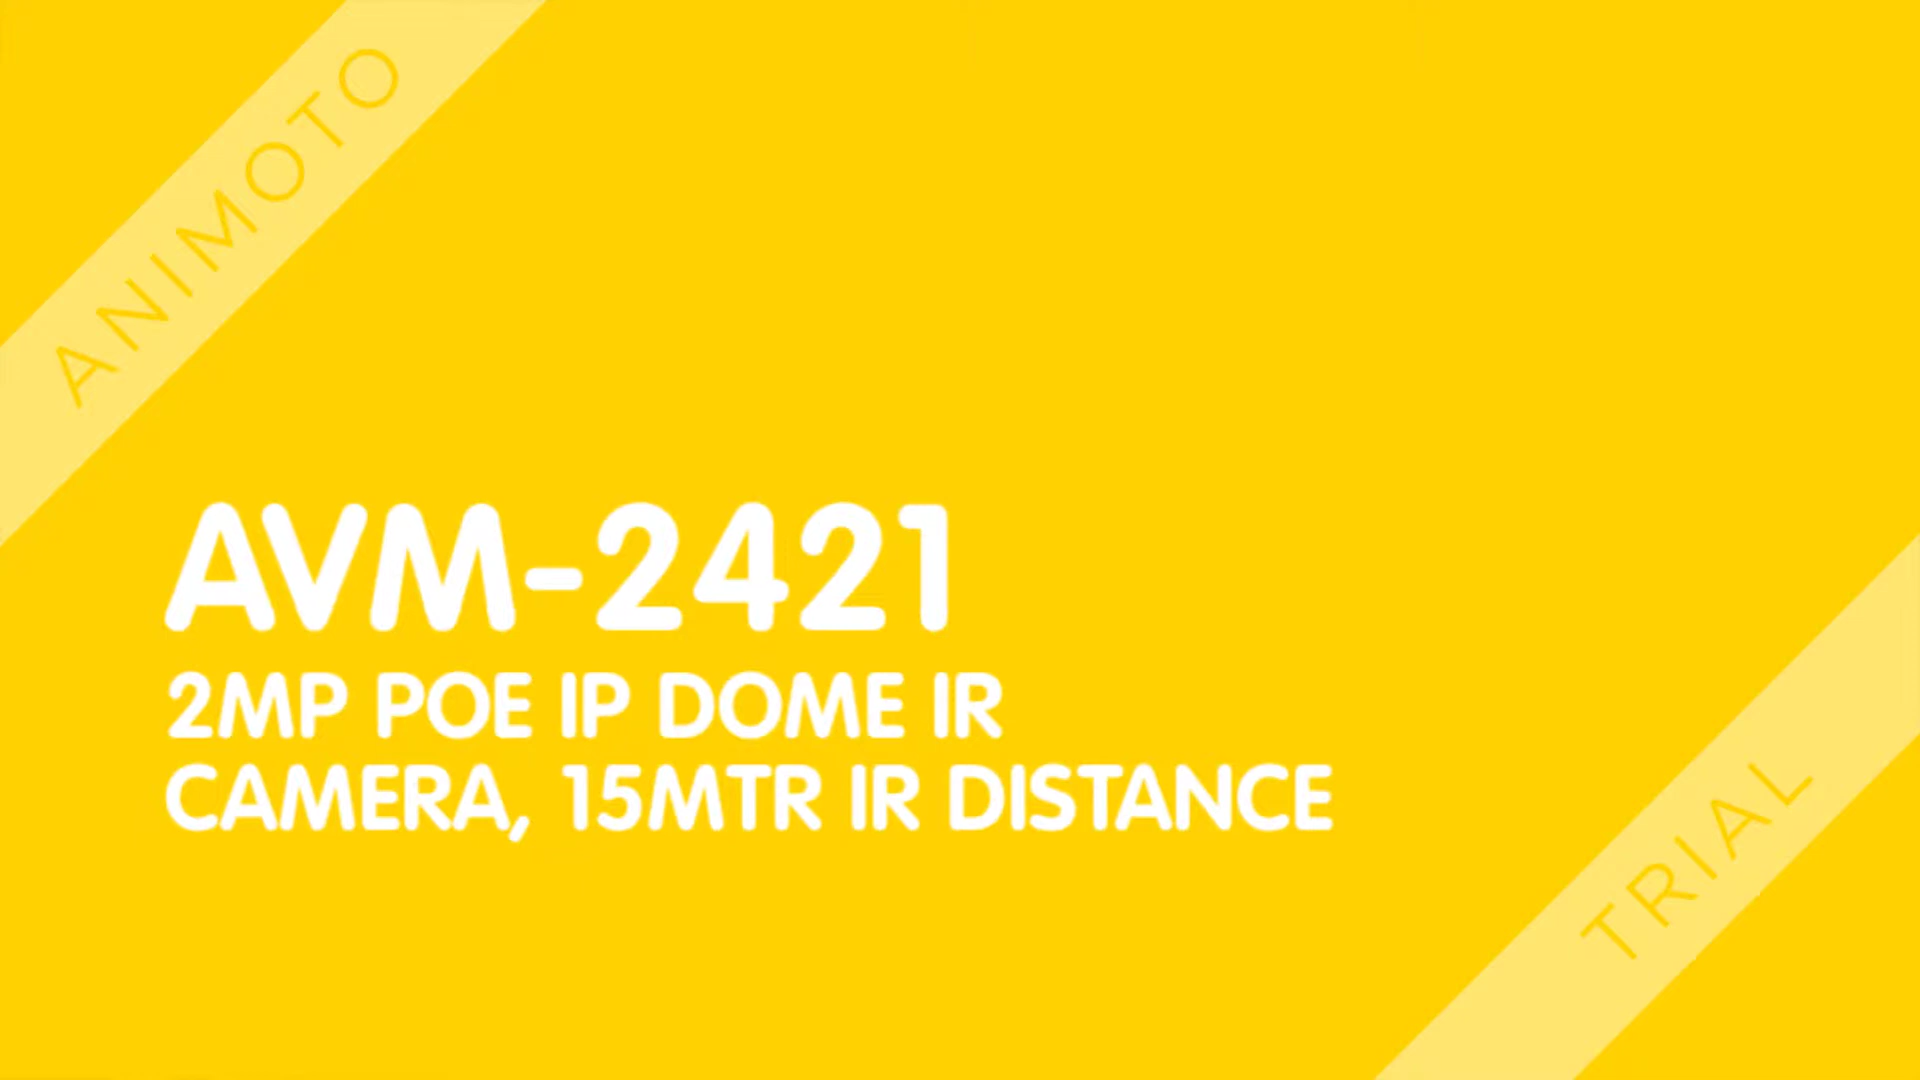 ANIMOTO
AVM-2421
2MP POE IP DOME IR
CAMERA, 15MTR IR DISTANCE
TRIAL